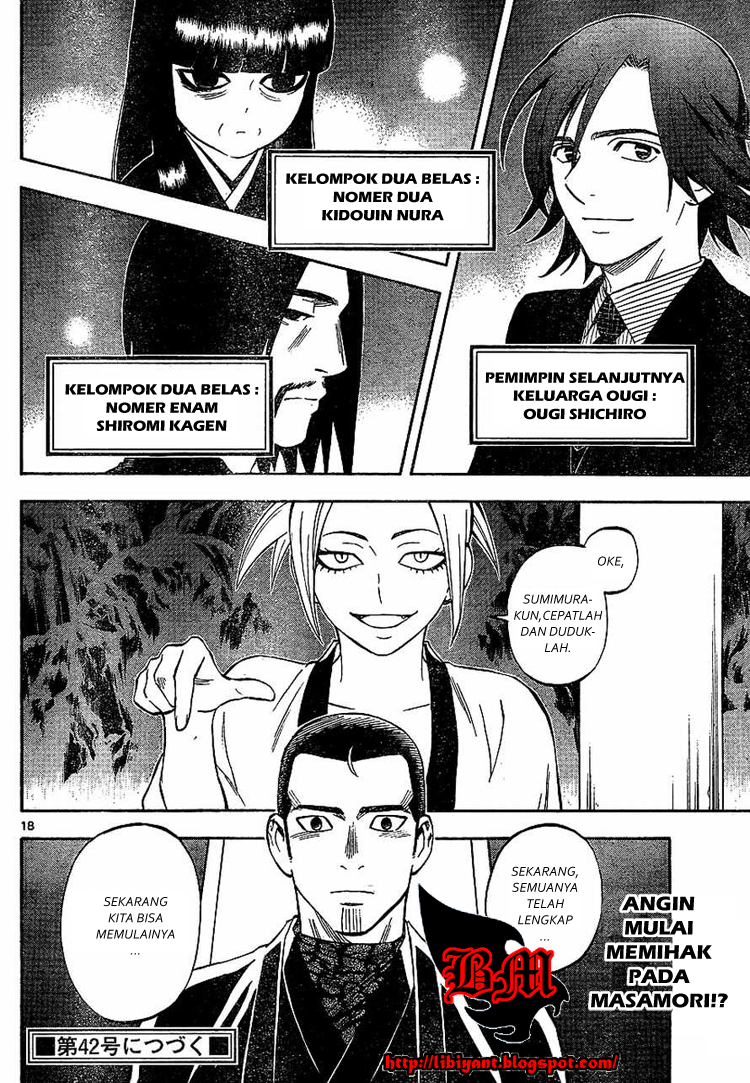 KELOMPOK DUA BELAS :
NOMER DUA
KIDOUIN NURA
PEMIMPIN SELANJUTNYA
KELUARGA OUGI :
OUGI SHICHIRO
KELOMPOK DUA BELAS :
NOMER ENAM
SHIROMI KAGEN
OKE,
SUMIMURA-
KUN,CEPATLAH
DAN DUDUK-
LAH.
18
SEKARANG,
SEMUANYA
TELAH
LENGKAP
...
SEKARANG
KITA BISA
MEMULAINYA
...
ANGIN
MULAI
MEMIHAK
PADA
MASAMORI!?
BM
■第42号につづく■
http://libiyant.blogspot.com/